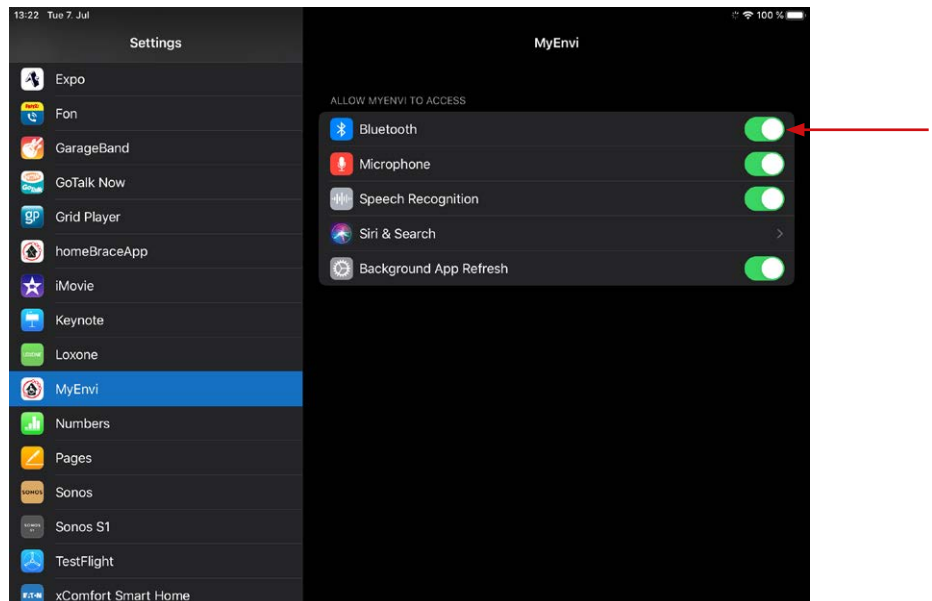 13:22 Tue 7. Jul
100 %
Settings
MyEnvi
Expo
Fon
GarageBand
GoTalk Now
Grid Player
homeBraceApp
iMovie
Keynote
Loxone
MyEnvi
Numbers
Pages
Sonos
Sonos S1
TestFlight
xComfort Smart Home
ALLOW MYENVI TO ACCESS
Bluetooth
Microphone
Speech Recognition
Siri & Search
Background App Refresh
gp
SONOS